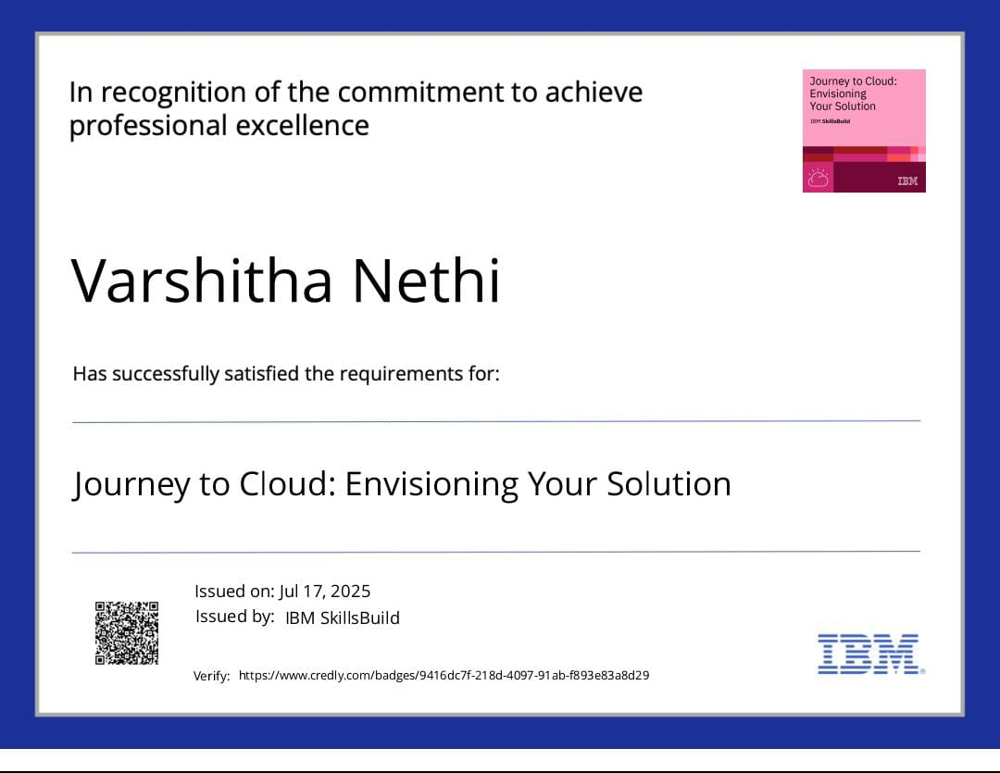 In recognition of the commitment to achieve
professional excellence
Journey to Cloud:
Envisioning
Your Solution
IBM SkillsBuild
IBM
Varshitha Nethi
Has successfully satisfied the requirements for:
Journey to Cloud: Envisioning Your Solution
Issued on: Jul 17, 2025
Issued by: IBM SkillsBuild
Verify: https://www.credly.com/badges/9416dc7f-218d-4097-91ab-f893e83a8d29
IBM®